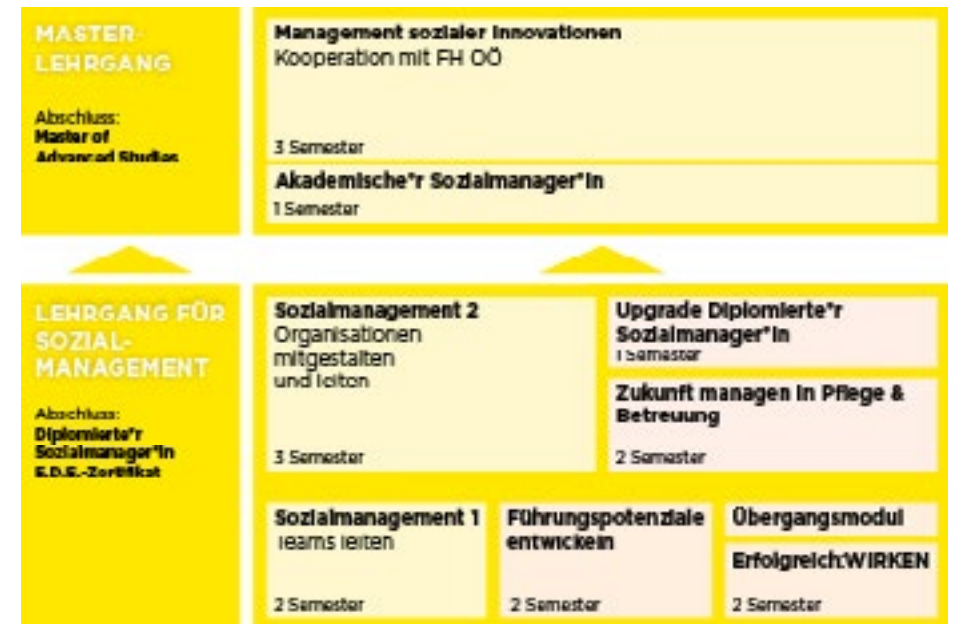 MASTER-
LEHRGANG
Abschluss:
Master of
Advanced Studies
Management sozialer Innovationen
Kooperation mit FH OÖ
3 Semester
Akademische*r Sozialmanager*in
1 Semester
LEHRGANG FÜR
SOZIAL-
MANAGEMENT
Abschluss:
Diplomierte*r
Sozialmanager*in
E.D.E.-Zertifikat
Sozialmanagement 2
Organisationen
mitgestalten
und leiten
3 Semester
Upgrade Diplomierte*r
Sozialmanager*in
1 Semester
Zukunft managen in Pflege &
Betreuung
2 Semester
Sozialmanagement 1
Teams leiten
2 Semester
Führungspotenziale
entwickeln
2 Semester
Übergangsmodul
Erfolgreich:WIRKEN
2 Semester